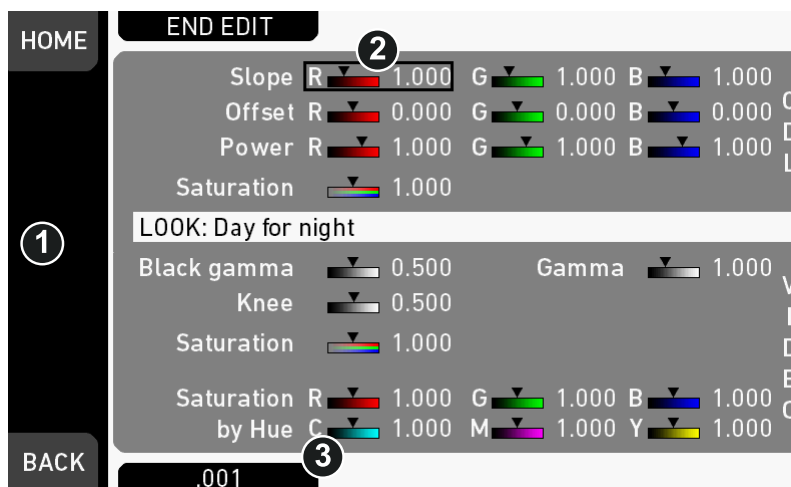 HOME
END EDIT
2
Slope R 1.000 G 1.000 B 1.000
Offset R 0.000 G 0.000 B 0.000
Power R 1.000 G 1.000 B 1.000
Saturation 1.000
LOOK: Day for night
1
Black gamma 0.500 Gamma 1.000
Knee 0.500
Saturation 1.000
Saturation R 1.000 G 1.000 B 1.000
by Hue C 1.000 M 1.000 Y 1.000
3
BACK
.001